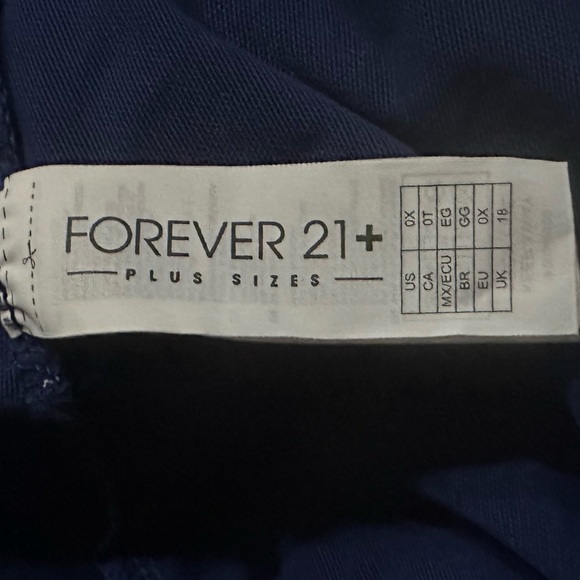 FOREVER 21+
PLUS SIZES
US 0X
CA 0T
MX/ECU EG
BR GG
EU 0X
UK 18